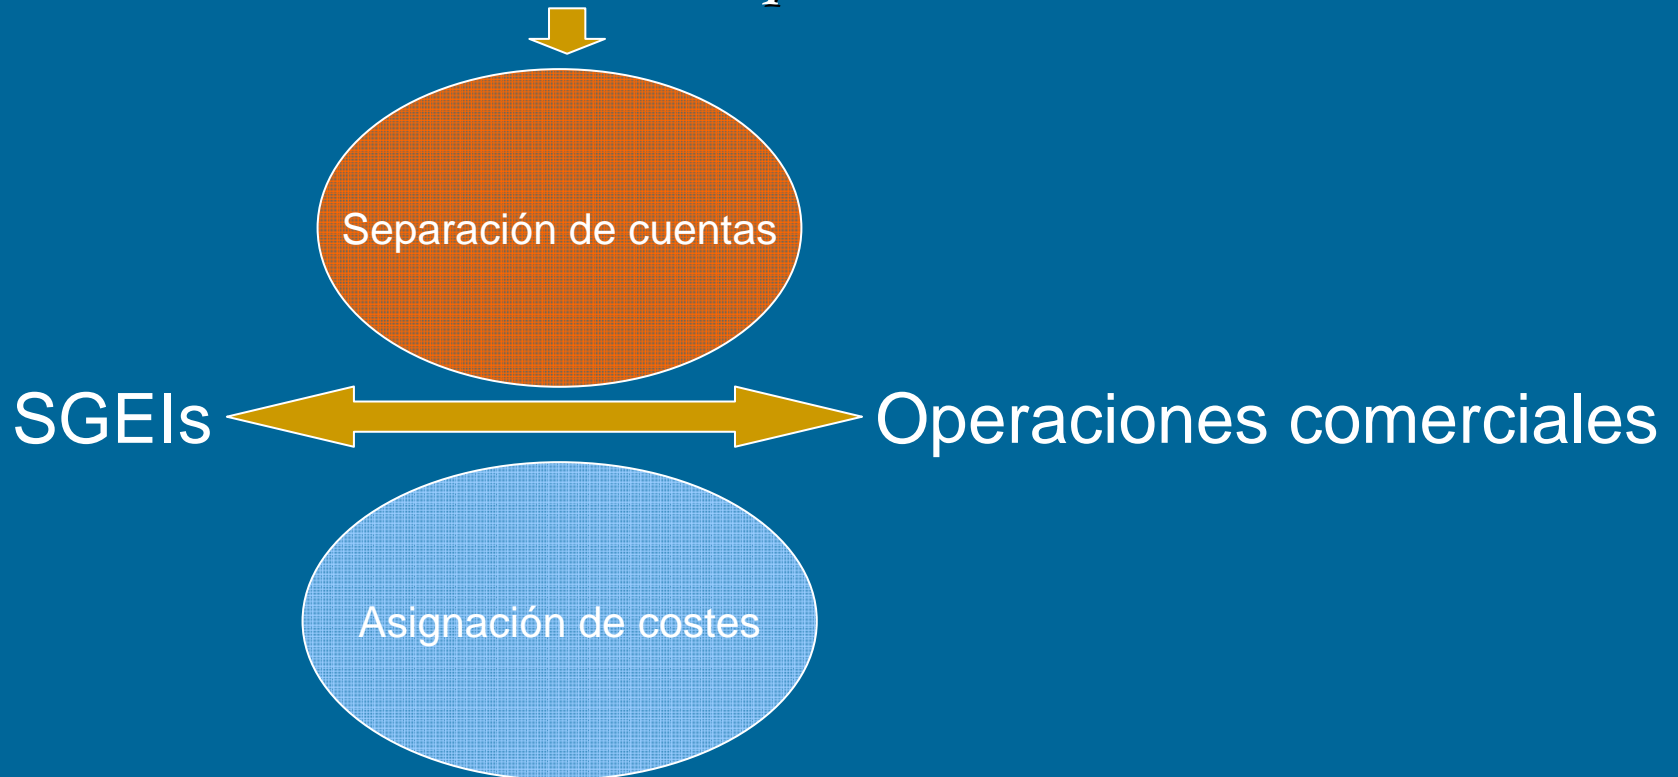 Separación de cuentas
SGEIs Operaciones comerciales
Asignación de costes